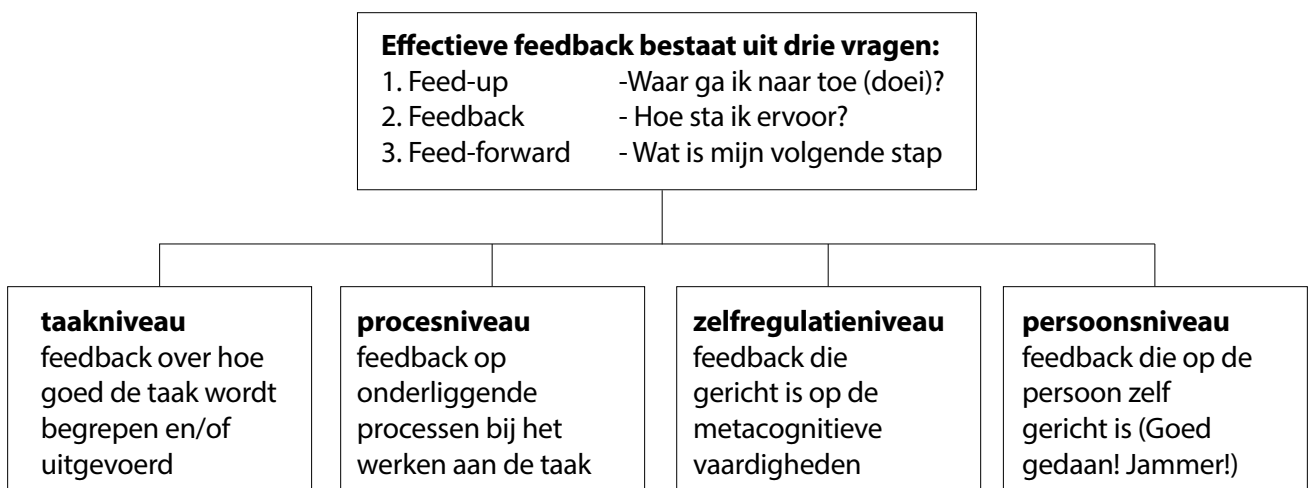 Effectieve feedback bestaat uit drie vragen:
1. Feed-up -Waar ga ik naar toe (doei)?
2. Feedback - Hoe sta ik ervoor?
3. Feed-forward - Wat is mijn volgende stap
taakniveau
feedback over hoe
goed de taak wordt
begrepen en/of
uitgevoerd
procesniveau
feedback op
onderliggende
processen bij het
werken aan de taak
zelfregulatieniveau
feedback die
gericht is op de
metacognitieve
vaardigheden
persoonsniveau
feedback die op de
persoon zelf
gericht is (Goed
gedaan! Jammer!)